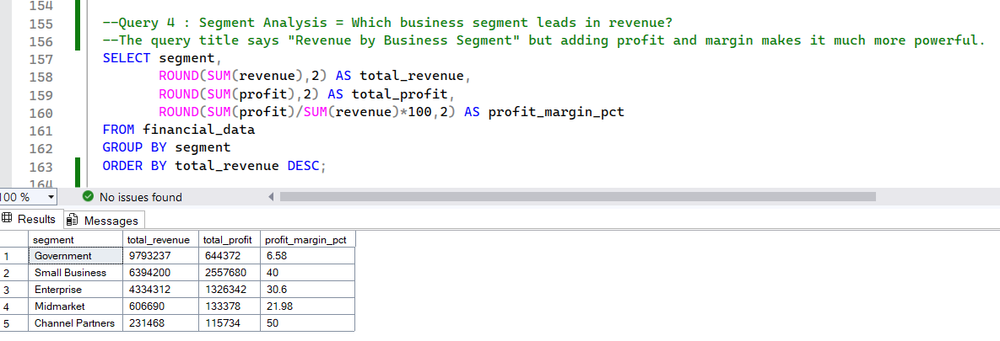 154
155 --Query 4 : Segment Analysis = Which business segment leads in revenue?
156 --The query title says "Revenue by Business Segment" but adding profit and margin makes it much more powerful.
157 SELECT segment,
158 ROUND(SUM(revenue),2) AS total_revenue,
159 ROUND(SUM(profit),2) AS total_profit,
160 ROUND(SUM(profit)/SUM(revenue)*100,2) AS profit_margin_pct
161 FROM financial_data
162 GROUP BY segment
163 ORDER BY total_revenue DESC;
164
100 % No issues found
Results Messages
segment total_revenue total_profit profit_margin_pct
1 Government 9793237 644372 6.58
2 Small Business 6394200 2557680 40
3 Enterprise 4334312 1326342 30.6
4 Midmarket 606690 133378 21.98
5 Channel Partners 231468 115734 50